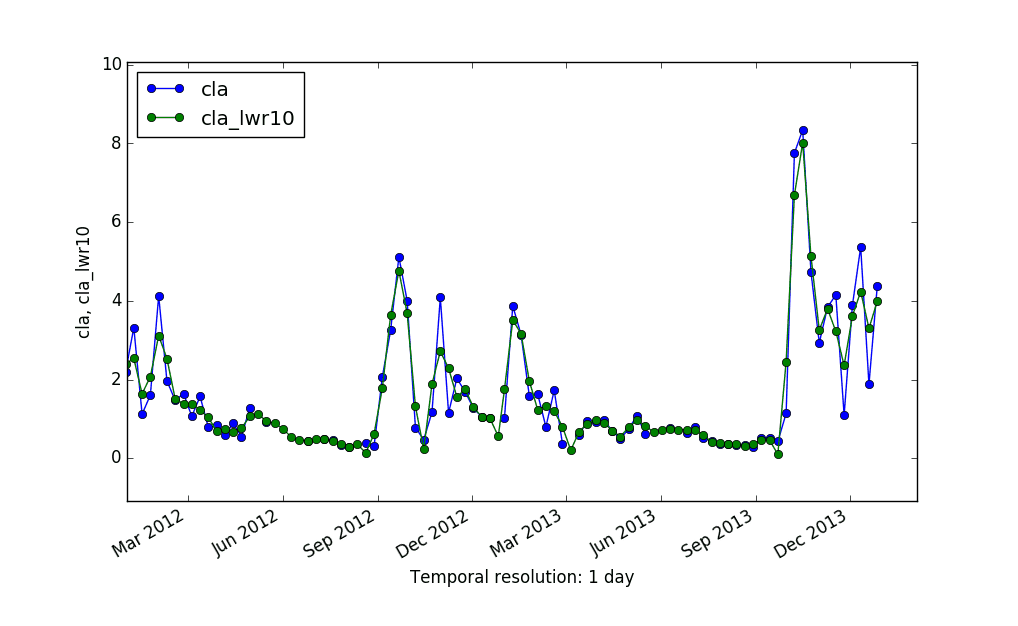 cla
cla_lwr10
10
8
6
4
2
0
cla, cla_lwr10
Mar 2012
Jun 2012
Sep 2012
Dec 2012
Mar 2013
Jun 2013
Sep 2013
Dec 2013
Temporal resolution: 1 day